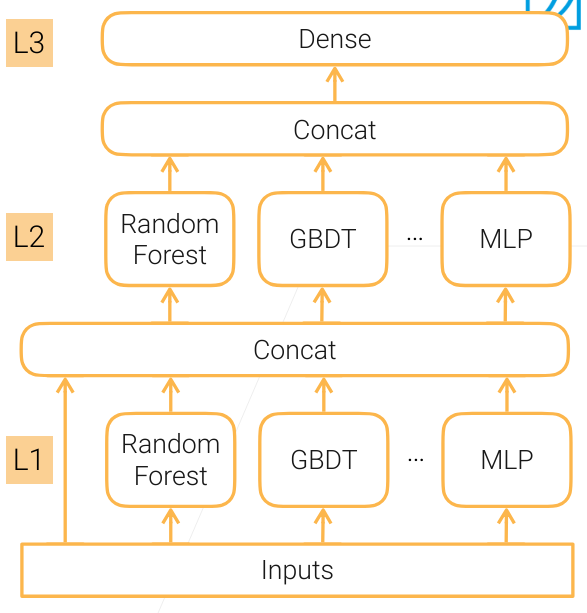 L3
Dense
Concat
L2
Random
Forest
GBDT
...
MLP
Concat
L1
Random
Forest
GBDT
...
MLP
Inputs